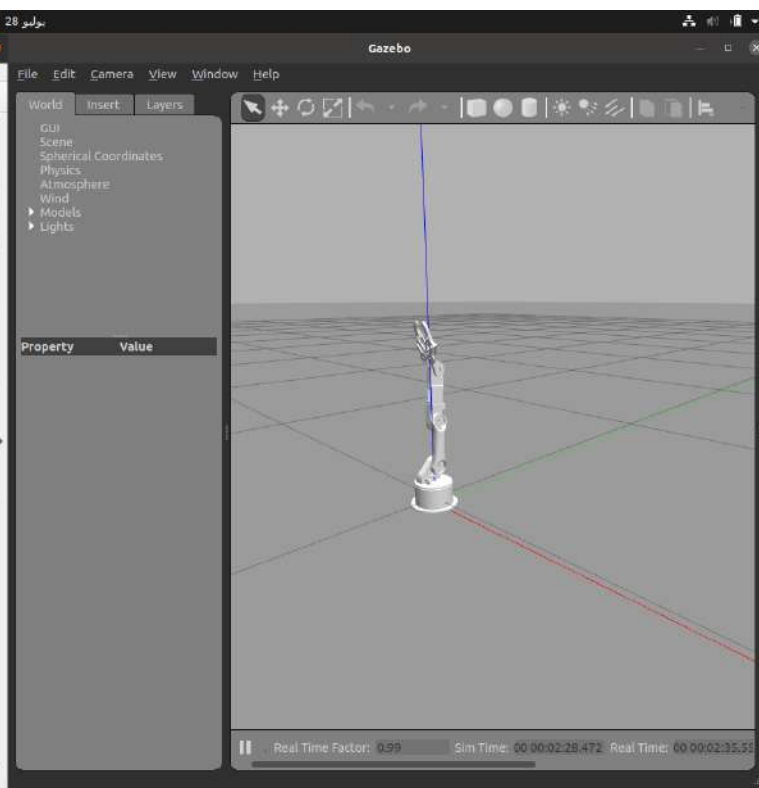 28 يوليو
Gazebo
File Edit Camera View Window Help
World Insert Layers
GUI
Scene
Spherical Coordinates
Physics
Atmosphere
Wind
Models
Lights
Property Value
Real Time Factor: 0.99 Sim Time: 00 00:02:28.472 Real Time: 00 00:02:35.55